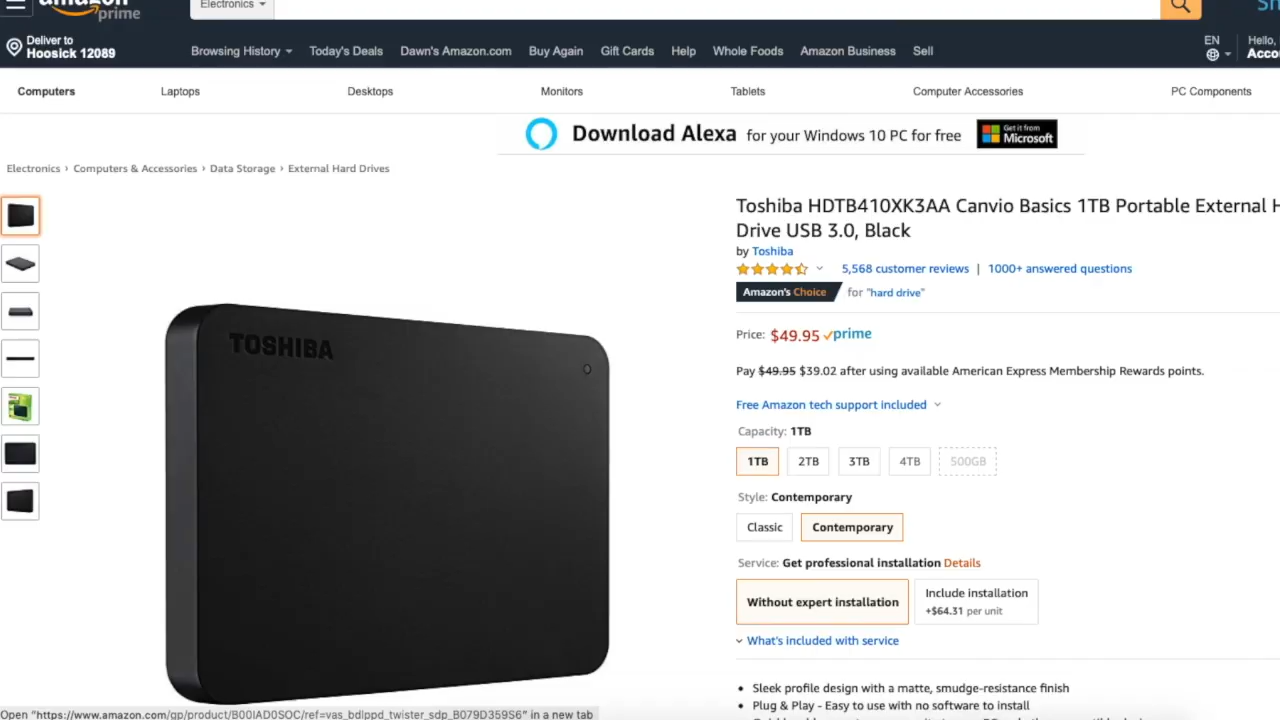 amazon
prime
Electronics
Sh
Deliver to
Hoosick 12089
Browsing History
Today's Deals
Dawn's Amazon.com
Buy Again
Gift Cards
Help
Whole Foods
Amazon Business
Sell
EN
Hello,
Acco
Computers
Laptops
Desktops
Monitors
Tablets
Computer Accessories
PC Components
Download Alexa for your Windows 10 PC for free
Get it from
Microsoft
Electronics › Computers & Accessories › Data Storage › External Hard Drives
TOSHIBA
Toshiba HDTB410XK3AA Canvio Basics 1TB Portable External H
Drive USB 3.0, Black
by Toshiba
5,568 customer reviews | 1000+ answered questions
Amazon's Choice for "hard drive"
Price: $49.95 prime
Pay $49.95 $39.02 after using available American Express Membership Rewards points.
Free Amazon tech support included
Capacity: 1TB
1TB 2TB 3TB 4TB 500GB
Style: Contemporary
Classic Contemporary
Service: Get professional installation Details
Without expert installation
Include installation
+$64.31 per unit
What's included with service
• Sleek profile design with a matte, smudge-resistance finish
• Plug & Play - Easy to use with no software to install
Open "https://www.amazon.com/gp/product/B00IAD0SOC/ref=vas_bdlppd_twister_sdp_B079D359S6" in a new tab